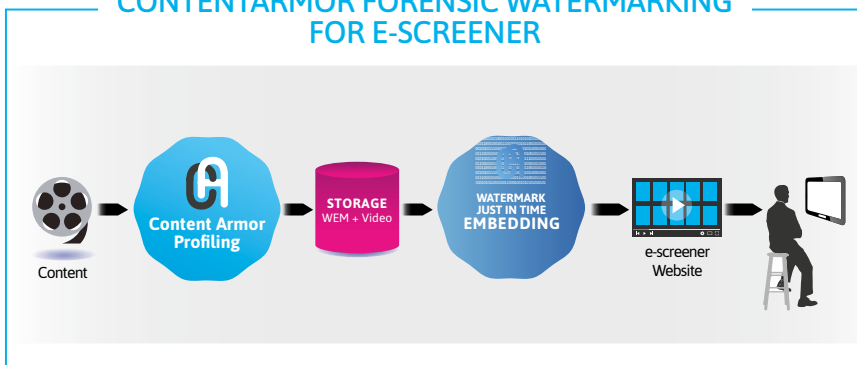 CONTENTARMOR FORENSIC WATERMARKING
FOR E-SCREENER
CA
Content Armor
Profiling
STORAGE
WEM + Video
WATERMARK
JUST IN TIME
EMBEDDING
Content
e-screener
Website